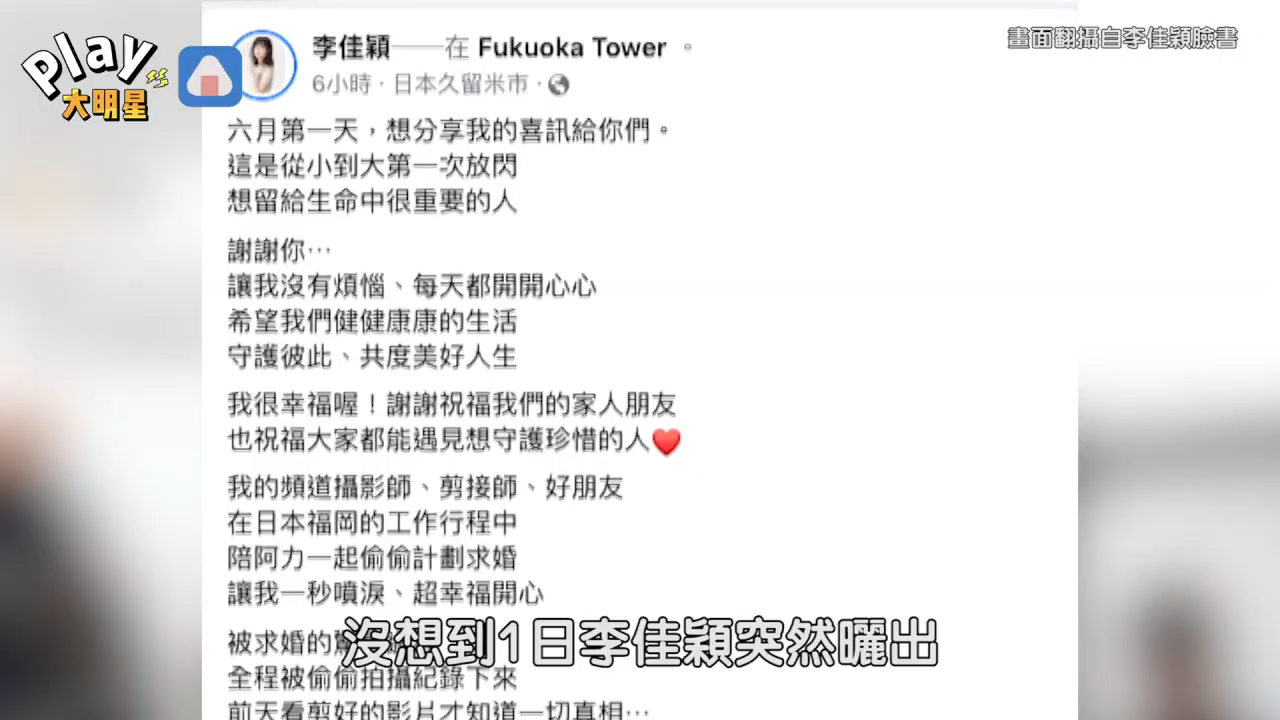 Play
大明星
畫面翻攝自李佳穎臉書
李佳穎——在 Fukuoka Tower。
6小時·日本久留米市·
六月第一天,想分享我的喜訊給你們。
這是從小到大第一次放閃
想留給生命中很重要的人
謝謝你…
讓我沒有煩惱、每天都開開心心
希望我們健健康康的生活
守護彼此、共度美好人生
我很幸福喔!謝謝祝福我們的家人朋友
也祝福大家都能遇見想守護珍惜的人❤️
我的頻道攝影師、剪接師、好朋友
在日本福岡的工作行程中
陪阿力一起偷偷計劃求婚
讓我一秒噴淚、超幸福開心
被求婚的
沒想到1日李佳穎突然曬出
全程被偷偷拍攝紀錄下來
前天看剪好的影片才知道一切真相…